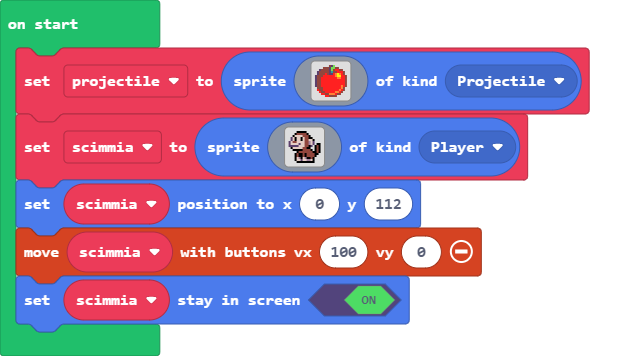 on start
set projectile to sprite of kind Projectile
set scimmia to sprite of kind Player
set scimmia position to x 0 y 112
move scimmia with buttons vx 100 vy 0
set scimmia stay in screen ON